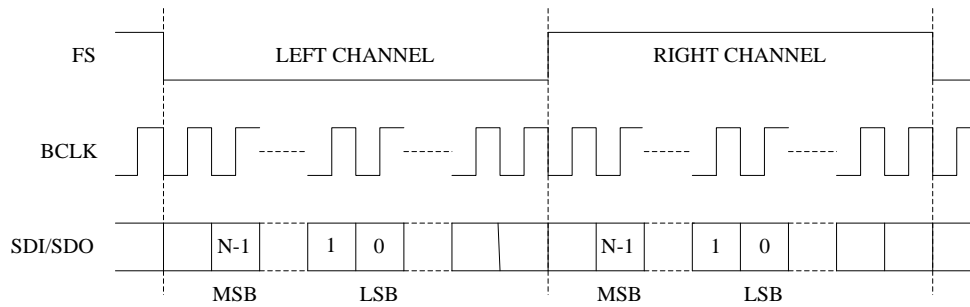 FS LEFT CHANNEL RIGHT CHANNEL
BCLK
SDI/SDO N-1 1 0 N-1 1 0
MSB LSB MSB LSB